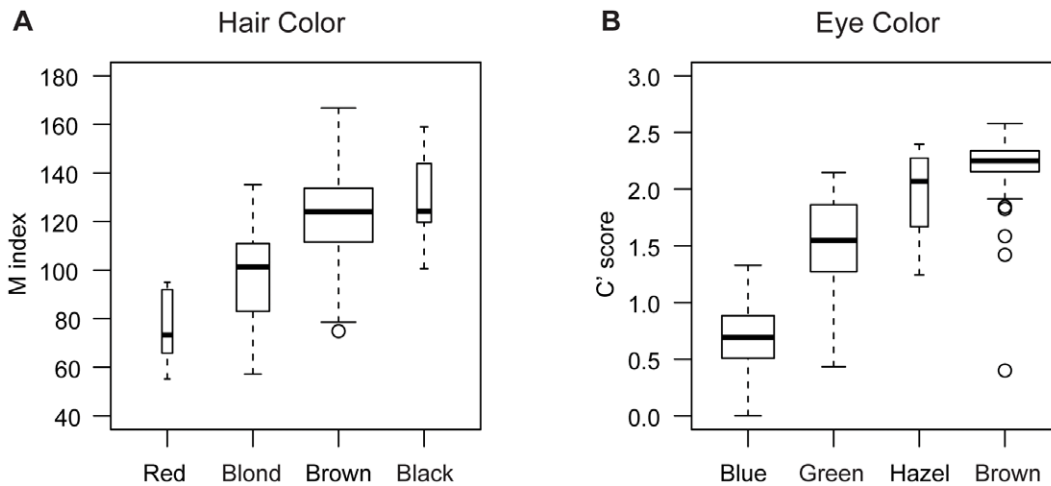 A
Hair Color
M index
180
160
140
120
100
80
60
40
Red Blond Brown Black
B
Eye Color
C' score
3.0
2.5
2.0
1.5
1.0
0.5
0.0
Blue Green Hazel Brown